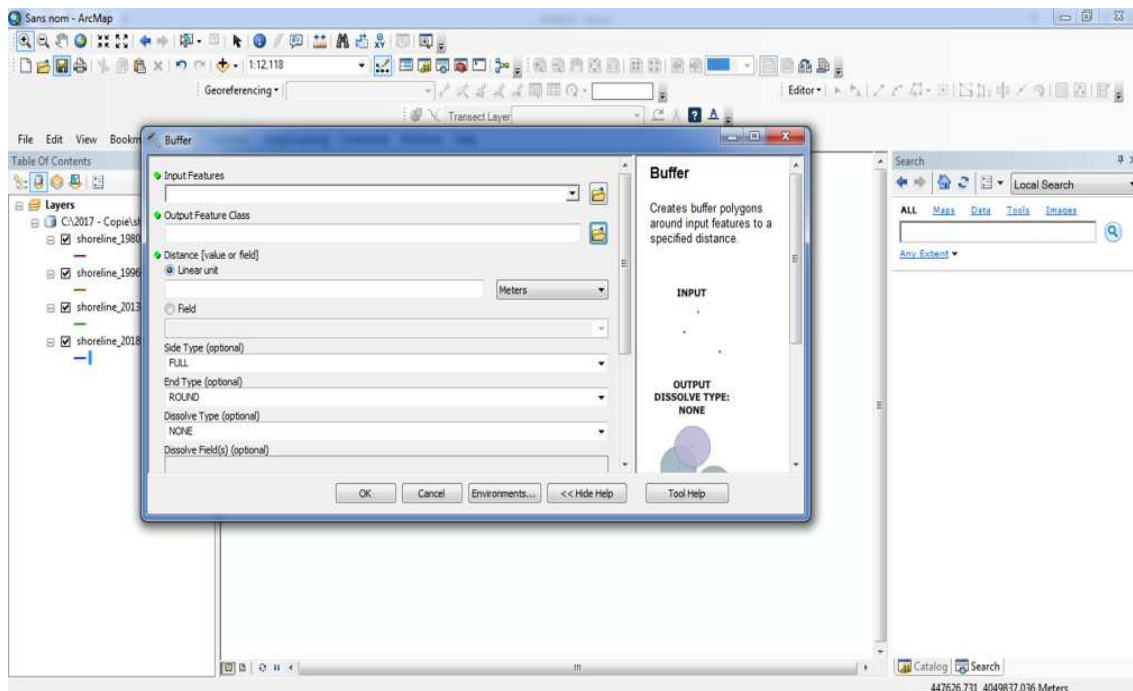 Sans nom - ArcMap
1:12,118
Georeferencing
Editor
Transect Layer
File Edit View Bookm
Buffer
Table Of Contents
Layers
C:\2017 - Copie\sh
shoreline_1980
shoreline_1996
shoreline_2013
shoreline_2018
Input Features
Output Feature Class
Distance [value or field]
Linear unit
Meters
Field
Side Type (optional)
FULL
End Type (optional)
ROUND
Dissolve Type (optional)
NONE
Dissolve Field(s) (optional)
OK Cancel Environments... << Hide Help Tool Help
Buffer
Creates buffer polygons
around input features to a
specified distance.
INPUT
OUTPUT
DISSOLVE TYPE:
NONE
Search
Local Search
ALL Maps Data Tools Images
Any Extent
Catalog Search
447626,731 4049837,036 Meters